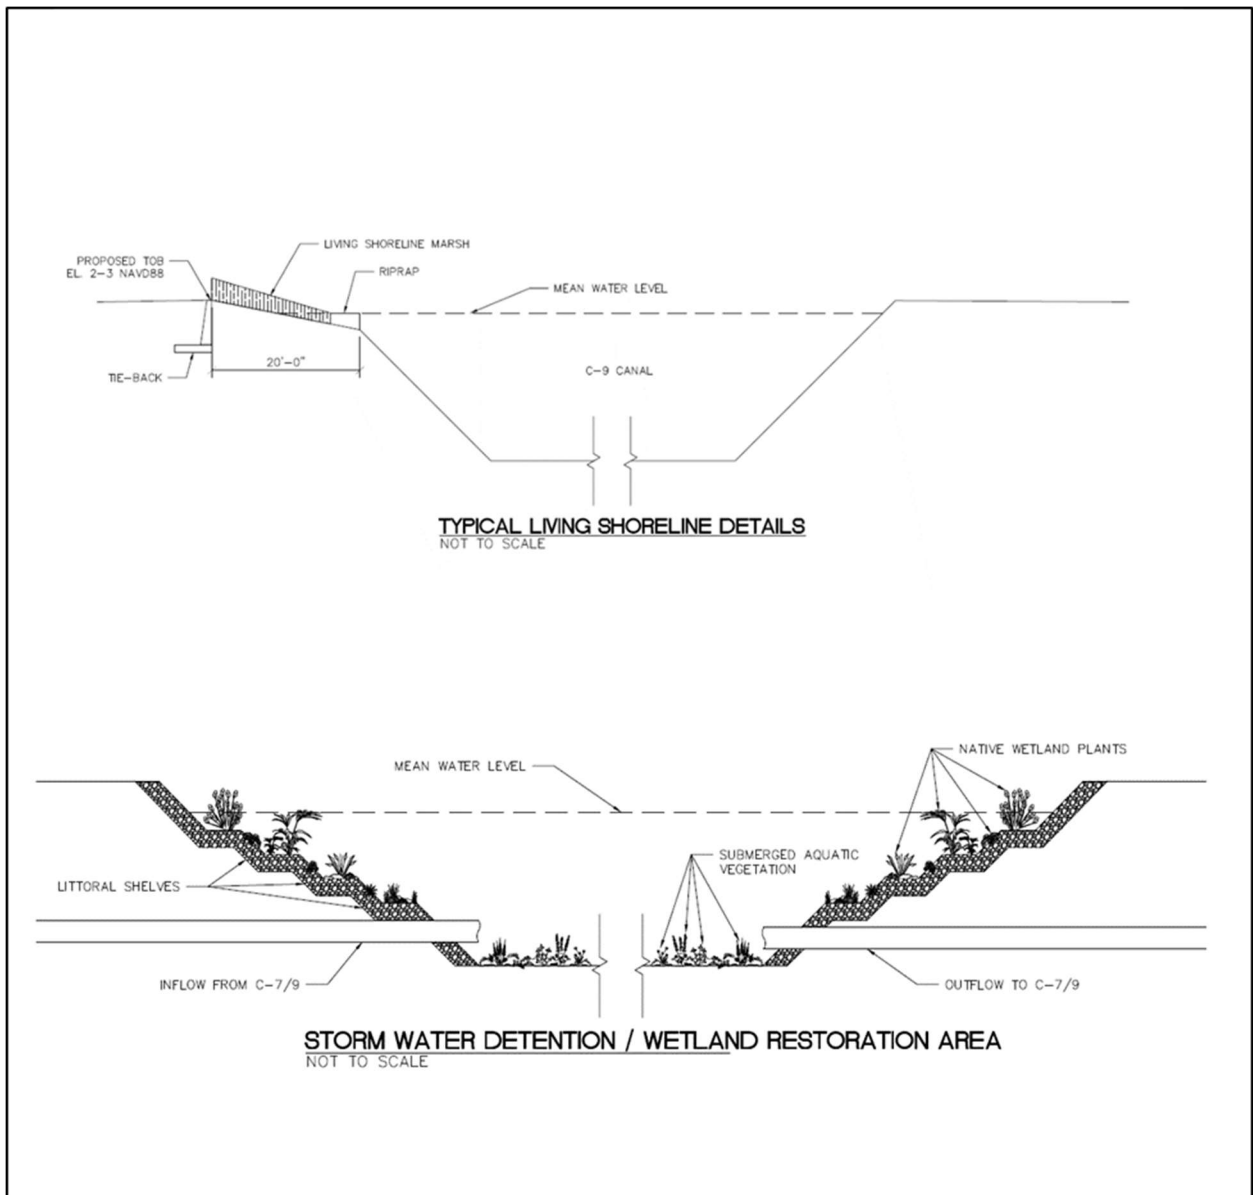 LIVING SHORELINE MARSH
PROPOSED TOB
EL. 2-3 NAVD88
RIPRAP
MEAN WATER LEVEL
TIE-BACK
20'-0"
C-9 CANAL
TYPICAL LIVING SHORELINE DETAILS
NOT TO SCALE
MEAN WATER LEVEL
NATIVE WETLAND PLANTS
SUBMERGED AQUATIC
VEGETATION
LITTORAL SHELVES
INFLOW FROM C-7/9
OUTFLOW TO C-7/9
STORM WATER DETENTION / WETLAND RESTORATION AREA
NOT TO SCALE